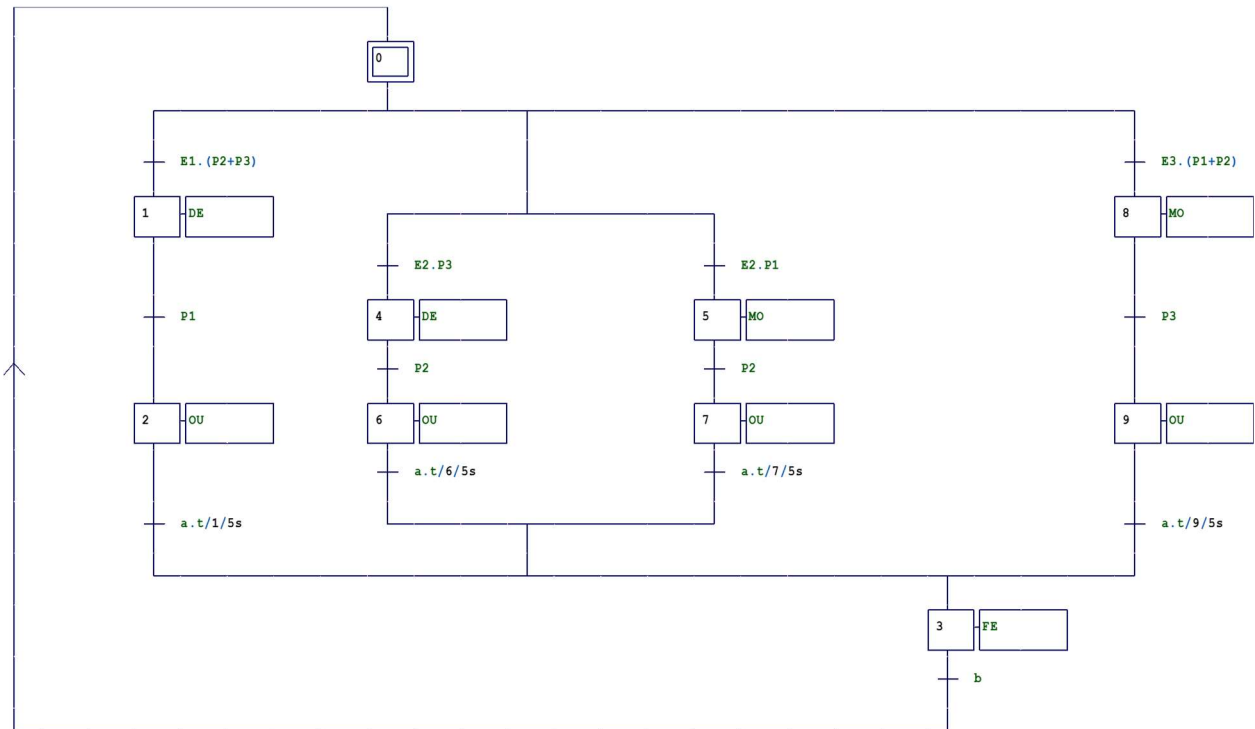 0
E1.(P2+P3)
E3.(P1+P2)
1 DE
8 MO
E2.P3
E2.P1
P1
4 DE
5 MO
P3
P2
P2
2 OU
6 OU
7 OU
9 OU
a.t/6/5s
a.t/7/5s
a.t/1/5s
a.t/9/5s
3 FE
b